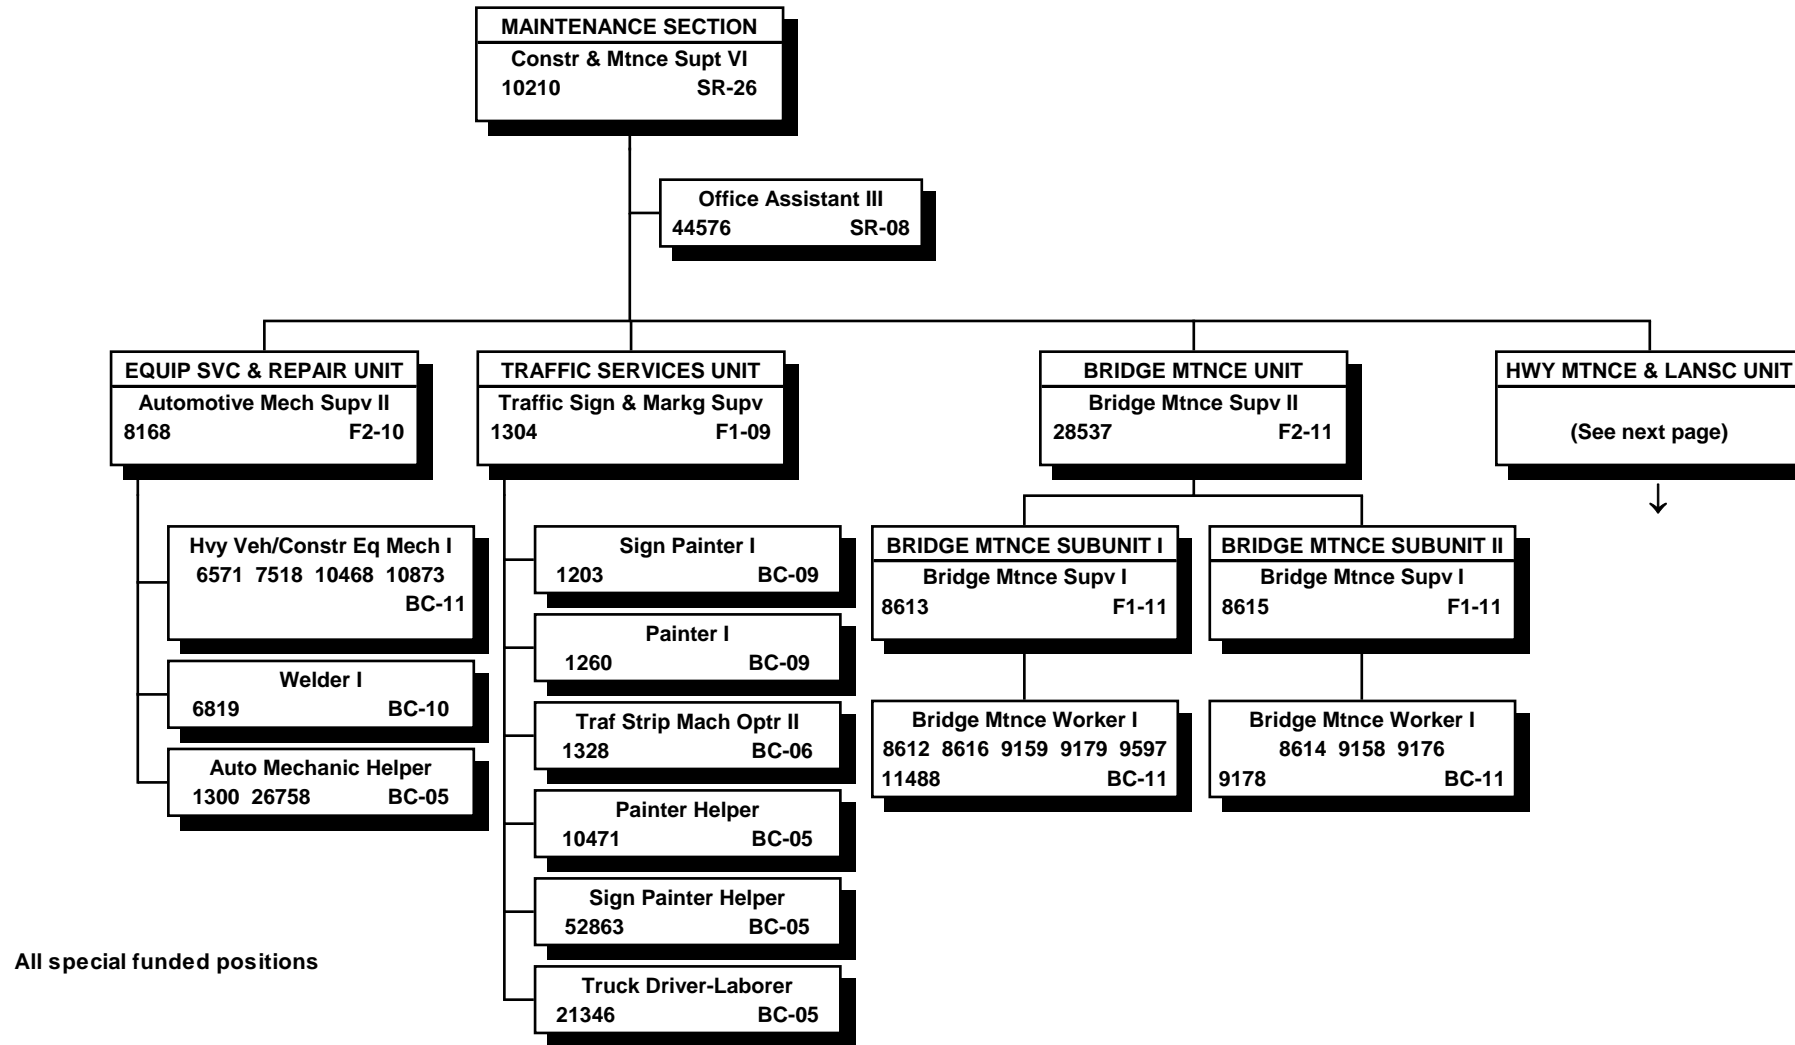 MAINTENANCE SECTION
Constr & Mtnce Supt VI
10210 SR-26
Office Assistant III
44576 SR-08
EQUIP SVC & REPAIR UNIT
Automotive Mech Supv II
8168 F2-10
Hvy Veh/Constr Eq Mech I
6571 7518 10468 10873
BC-11
Welder I
6819 BC-10
Auto Mechanic Helper
1300 26758 BC-05
TRAFFIC SERVICES UNIT
Traffic Sign & Markg Supv
1304 F1-09
Sign Painter I
1203 BC-09
Painter I
1260 BC-09
Traf Strip Mach Optr II
1328 BC-06
Painter Helper
10471 BC-05
Sign Painter Helper
52863 BC-05
Truck Driver-Laborer
21346 BC-05
BRIDGE MTNCE UNIT
Bridge Mtnce Supv II
28537 F2-11
BRIDGE MTNCE SUBUNIT I
Bridge Mtnce Supv I
8613 F1-11
Bridge Mtnce Worker I
8612 8616 9159 9179 9597
11488 BC-11
BRIDGE MTNCE SUBUNIT II
Bridge Mtnce Supv I
8615 F1-11
Bridge Mtnce Worker I
8614 9158 9176
9178 BC-11
HWY MTNCE & LANSC UNIT
(See next page)
↓
All special funded positions